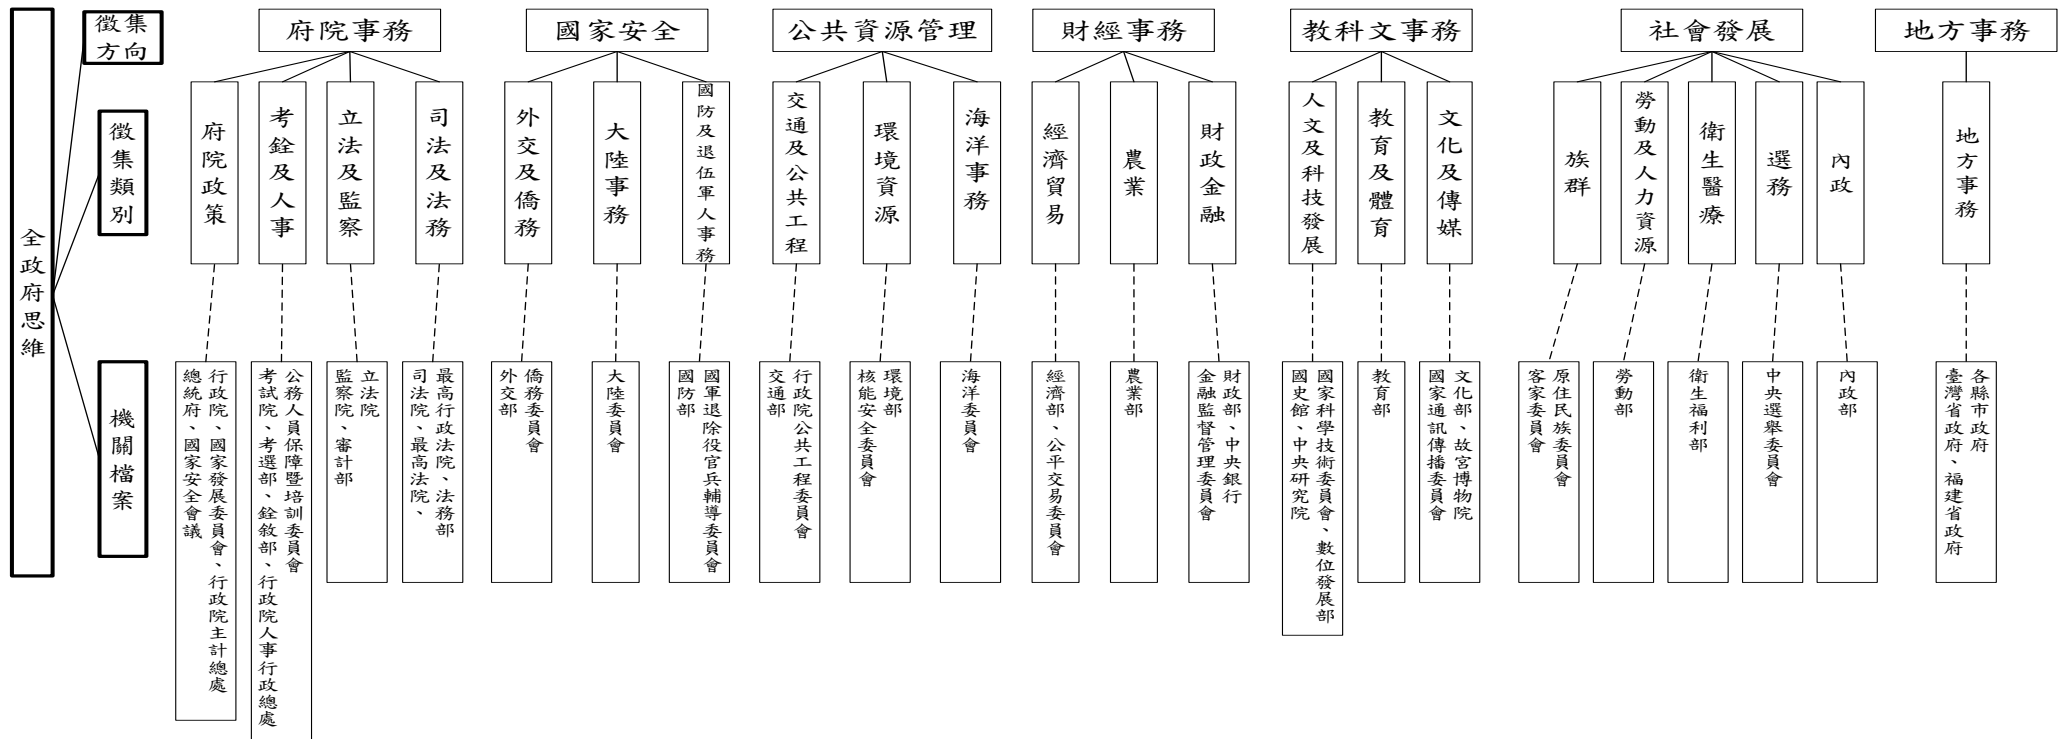 全政府思維
徵集
方向
徵集類別
機關檔案
府院事務
國家安全
公共資源管理
財經事務
教科文事務
社會發展
地方事務
府院政策
考銓及人事
立法及監察
司法及法務
外交及僑務
大陸事務
國防及退伍軍人事務
交通及公共工程
環境資源
海洋事務
經濟貿易
農業
財政金融
人文及科技發展
教育及體育
文化及傳媒
族群
勞動及人力資源
衛生醫療
選務
內政
地方事務
總統府、國家安全會議
行政院、國家發展委員會、行政院主計總處
考試院、考選部、銓敘部、行政院人事行政總處
公務人員保障暨培訓委員會
監察院、審計部
立法院
司法院、最高法院、
最高行政法院、法務部
外交部
僑務委員會
大陸委員會
國防部
國軍退除役官兵輔導委員會
交通部
行政院公共工程委員會
核能安全委員會
環境部
海洋委員會
經濟部、公平交易委員會
農業部
金融監督管理委員會
財政部、中央銀行
國史館、中央研究院
國家科學技術委員會、數位發展部
教育部
國家通訊傳播委員會
文化部、故宮博物院
客家委員會
原住民族委員會
勞動部
衛生福利部
中央選舉委員會
內政部
臺灣省政府、福建省政府
各縣市政府